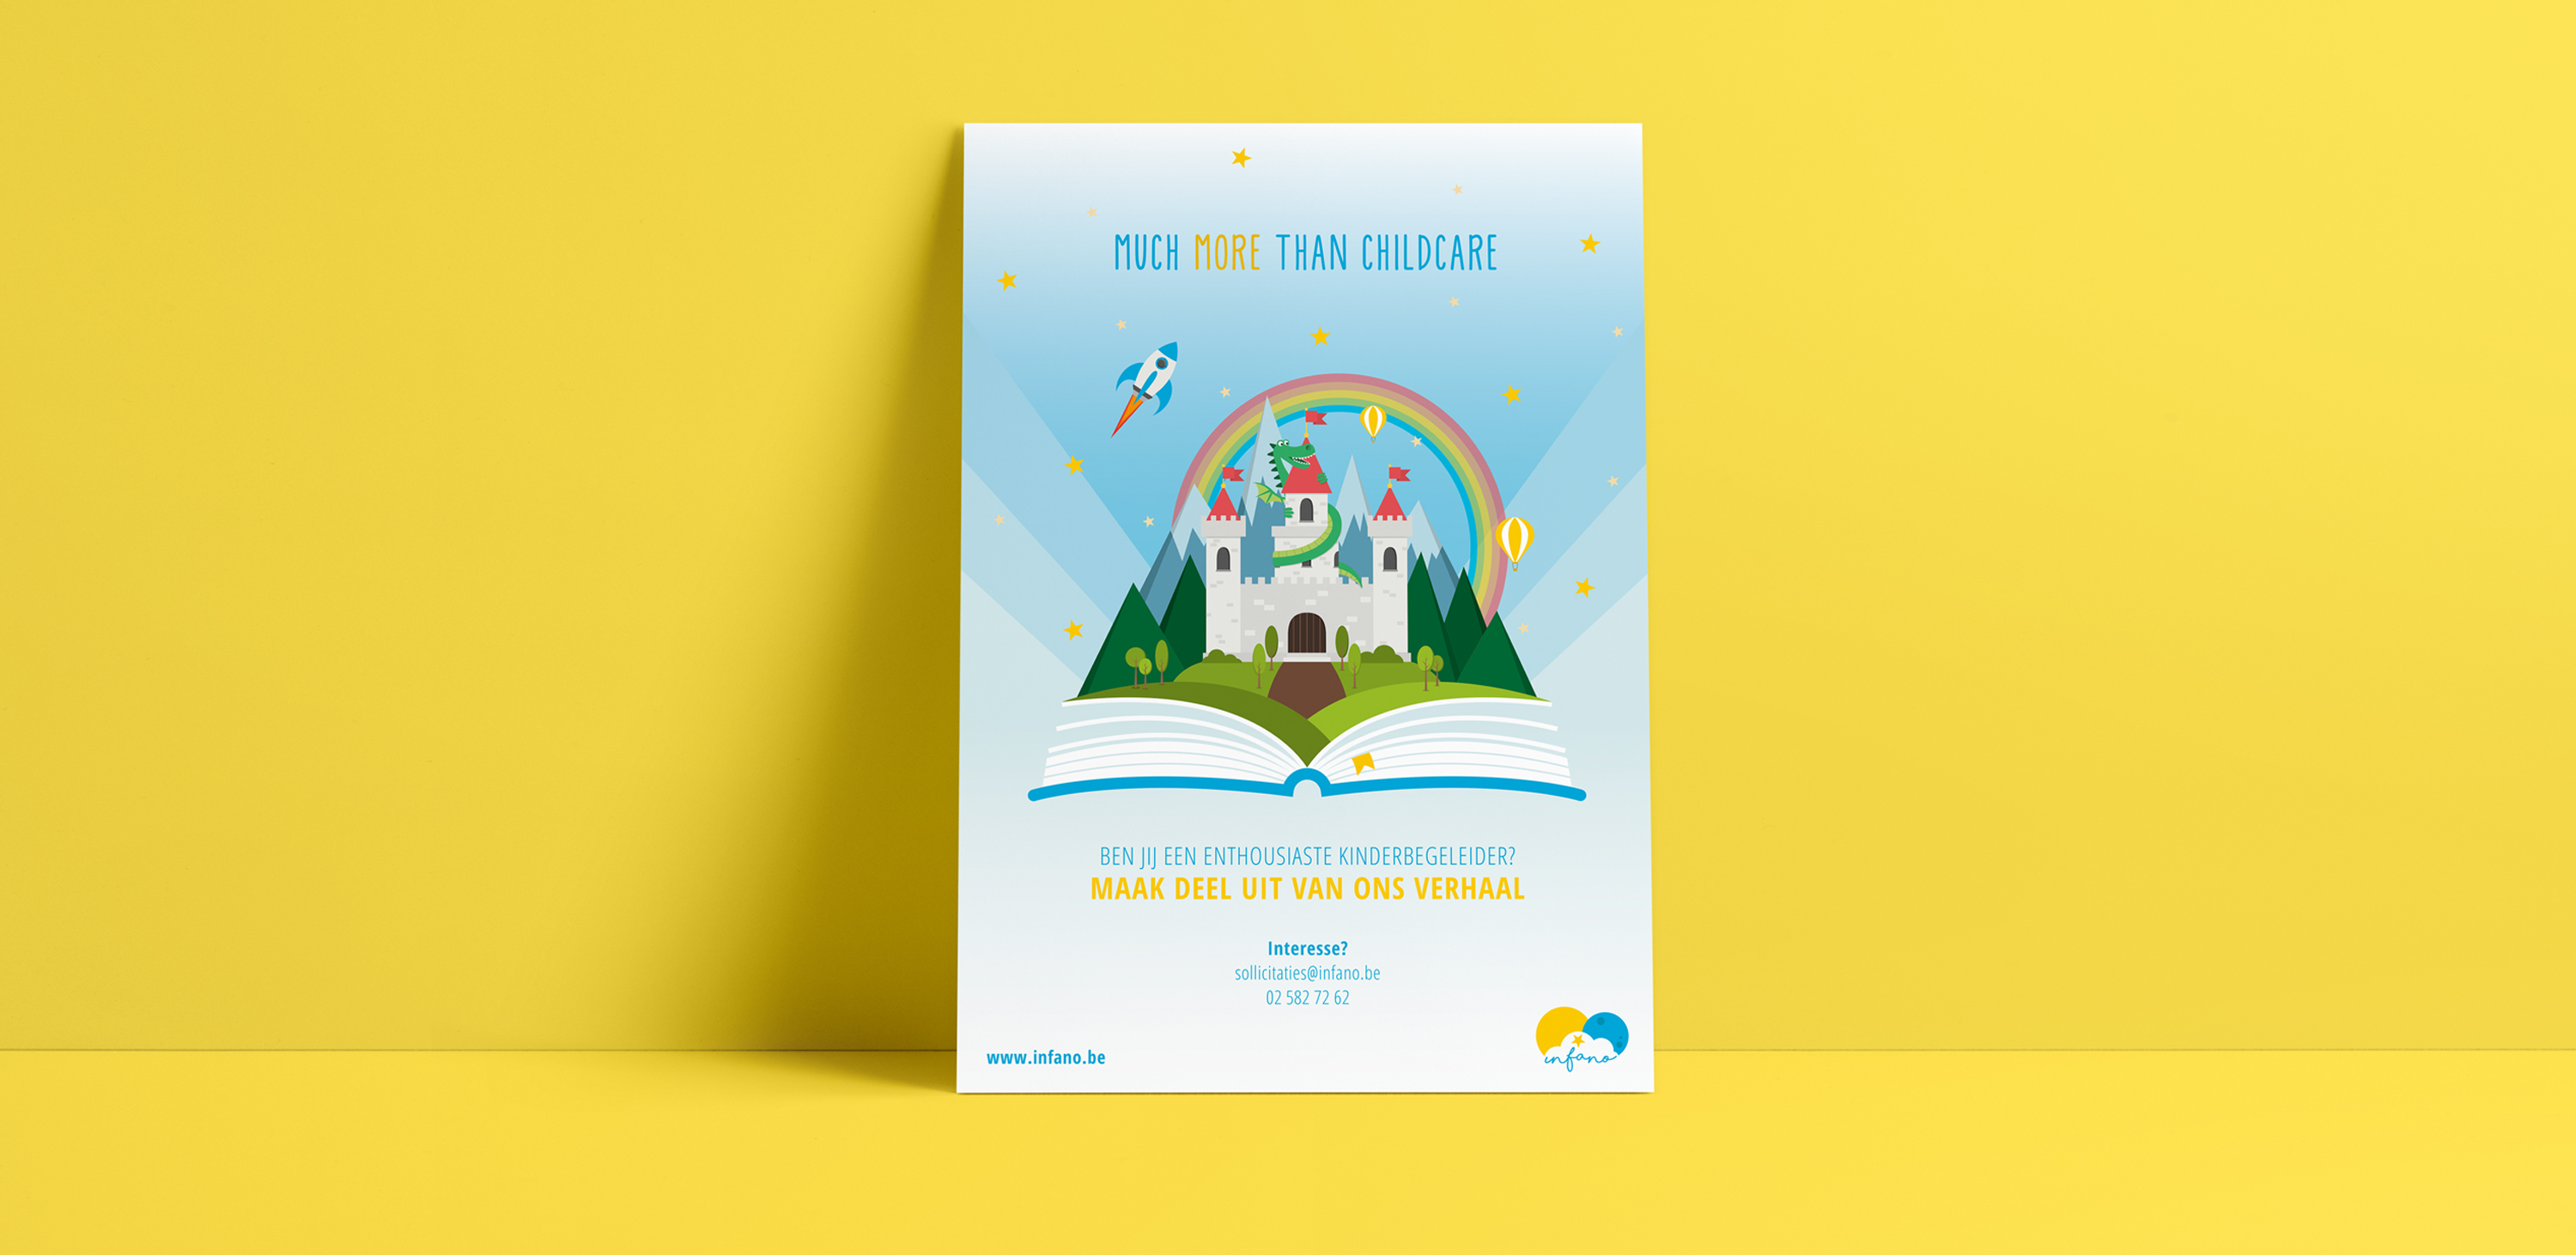 MUCH MORE THAN CHILDCARE
BEN JIJ EEN ENTHOUSIASTE KINDERBEGELEIDER?
MAAK DEEL UIT VAN ONS VERHAAL
Interesse?
sollicitaties@infano.be
02 582 72 62
www.infano.be
infano